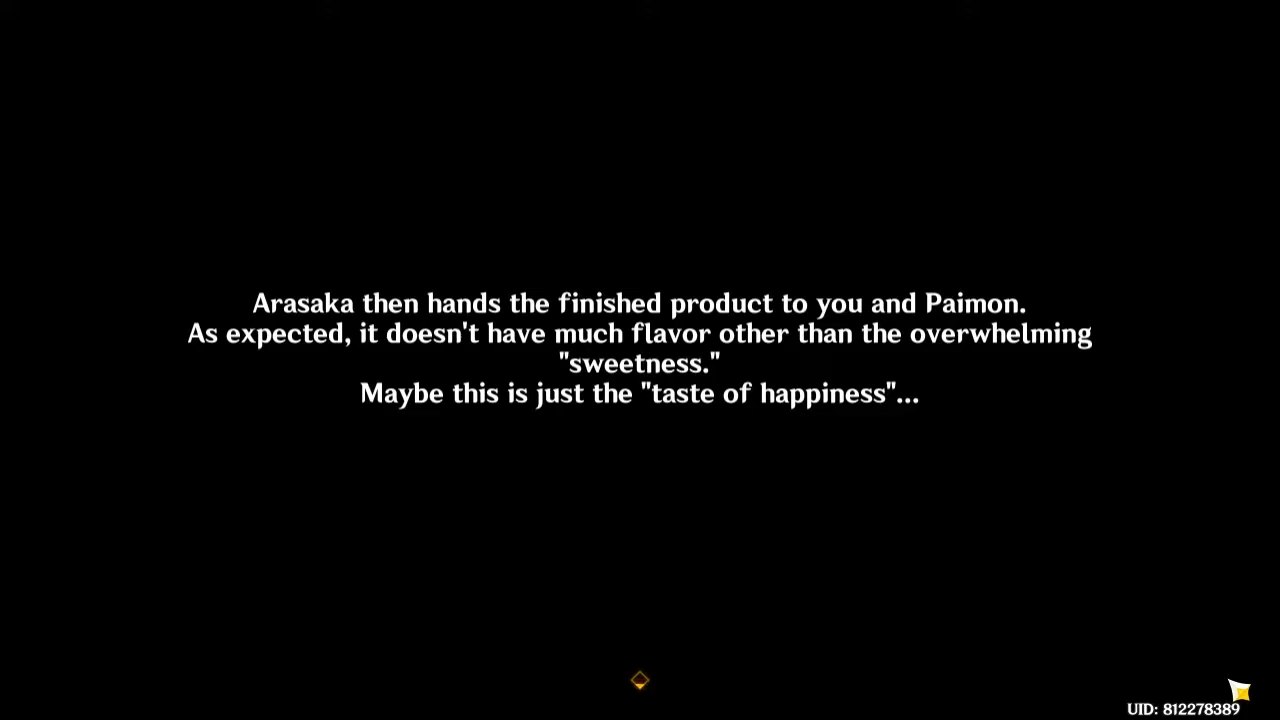 Arasaka then hands the finished product to you and Paimon.
As expected, it doesn't have much flavor other than the overwhelming
"sweetness."
Maybe this is just the "taste of happiness"...
UID: 812278389